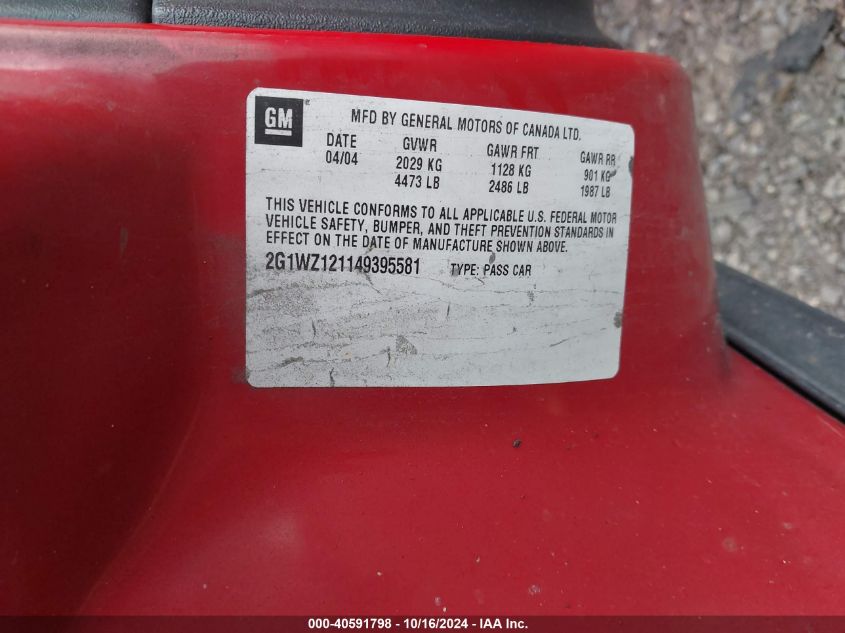 GM
MFD BY GENERAL MOTORS OF CANADA LTD.
DATE GVWR GAWR FRT GAWR RR
04/04 2029 KG 1128 KG 901 KG
4473 LB 2486 LB 1987 LB
THIS VEHICLE CONFORMS TO ALL APPLICABLE U.S. FEDERAL MOTOR
VEHICLE SAFETY, BUMPER, AND THEFT PREVENTION STANDARDS IN
EFFECT ON THE DATE OF MANUFACTURE SHOWN ABOVE.
2G1WZ121149395581 TYPE: PASS CAR
000-40591798 - 10/16/2024 - IAA Inc.